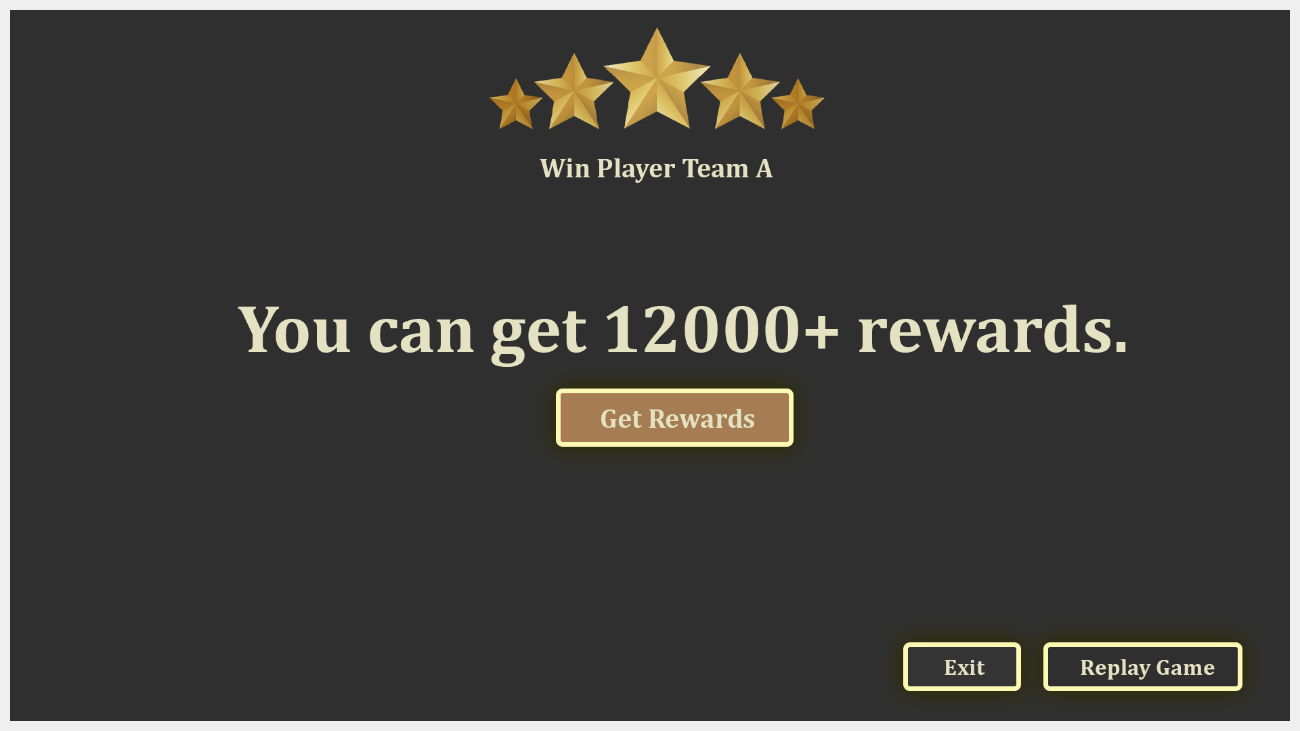 Win Player Team A
You can get 12000+ rewards.
Get Rewards
Exit
Replay Game